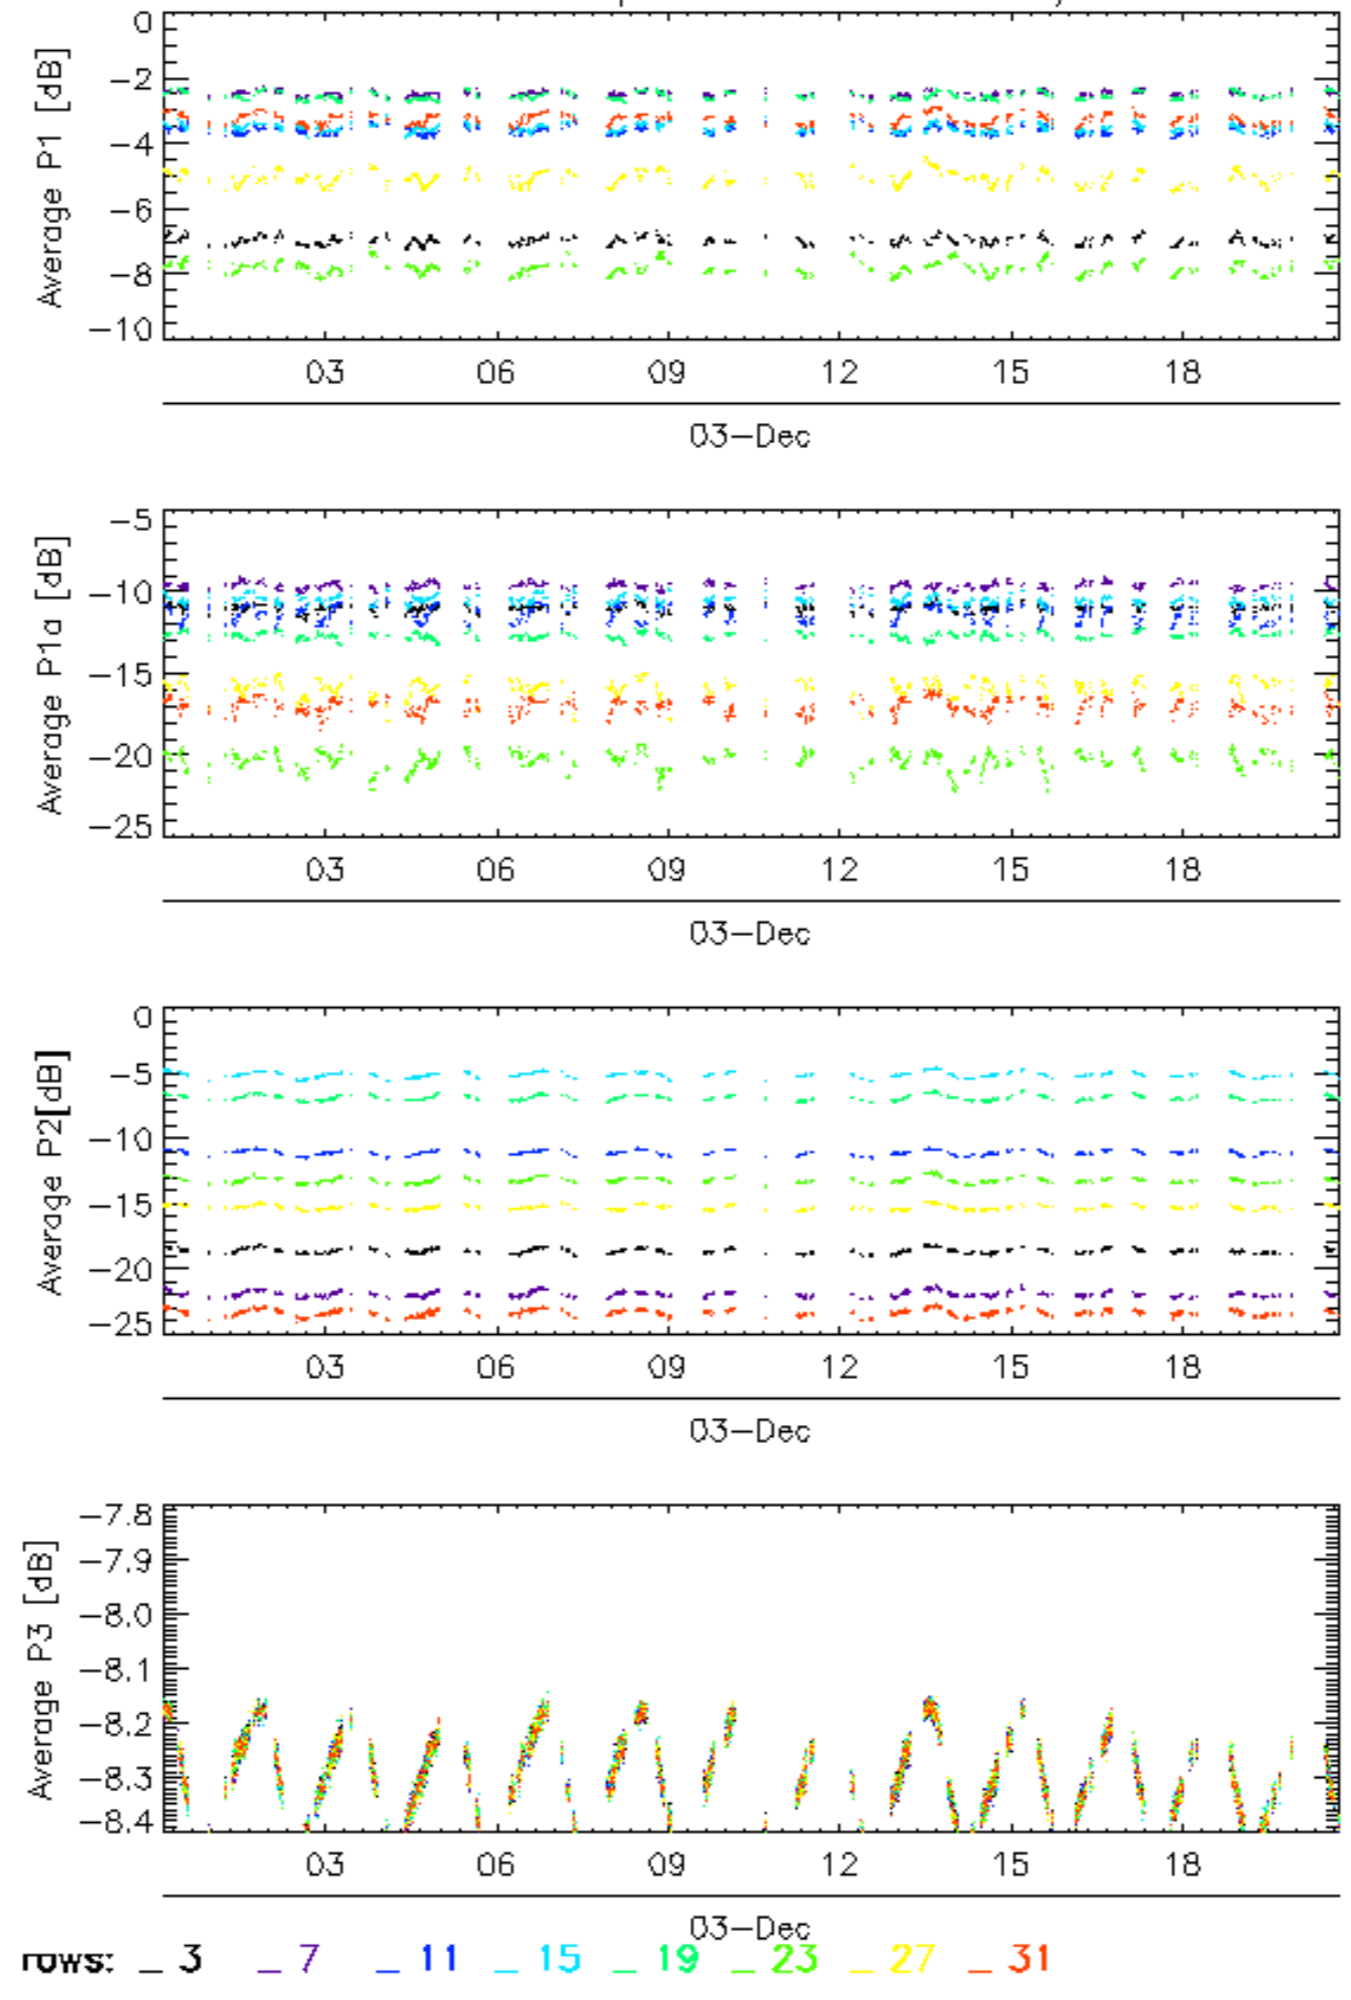 0
−2
−4
−6
−8
−10
Average P1 [dB]
03 06 09 12 15 18
03−Dec
−5
−10
−15
−20
−25
Average P1a [dB]
03 06 09 12 15 18
03−Dec
0
−5
−10
−15
−20
−25
Average P2[dB]
03 06 09 12 15 18
03−Dec
−7.8
−7.9
−8.0
−8.1
−8.2
−8.3
−8.4
Average P3 [dB]
03 06 09 12 15 18
03−Dec
rows: _ 3 _ 7 _ 11 _ 15 _ 19 _ 23 _ 27 _ 31